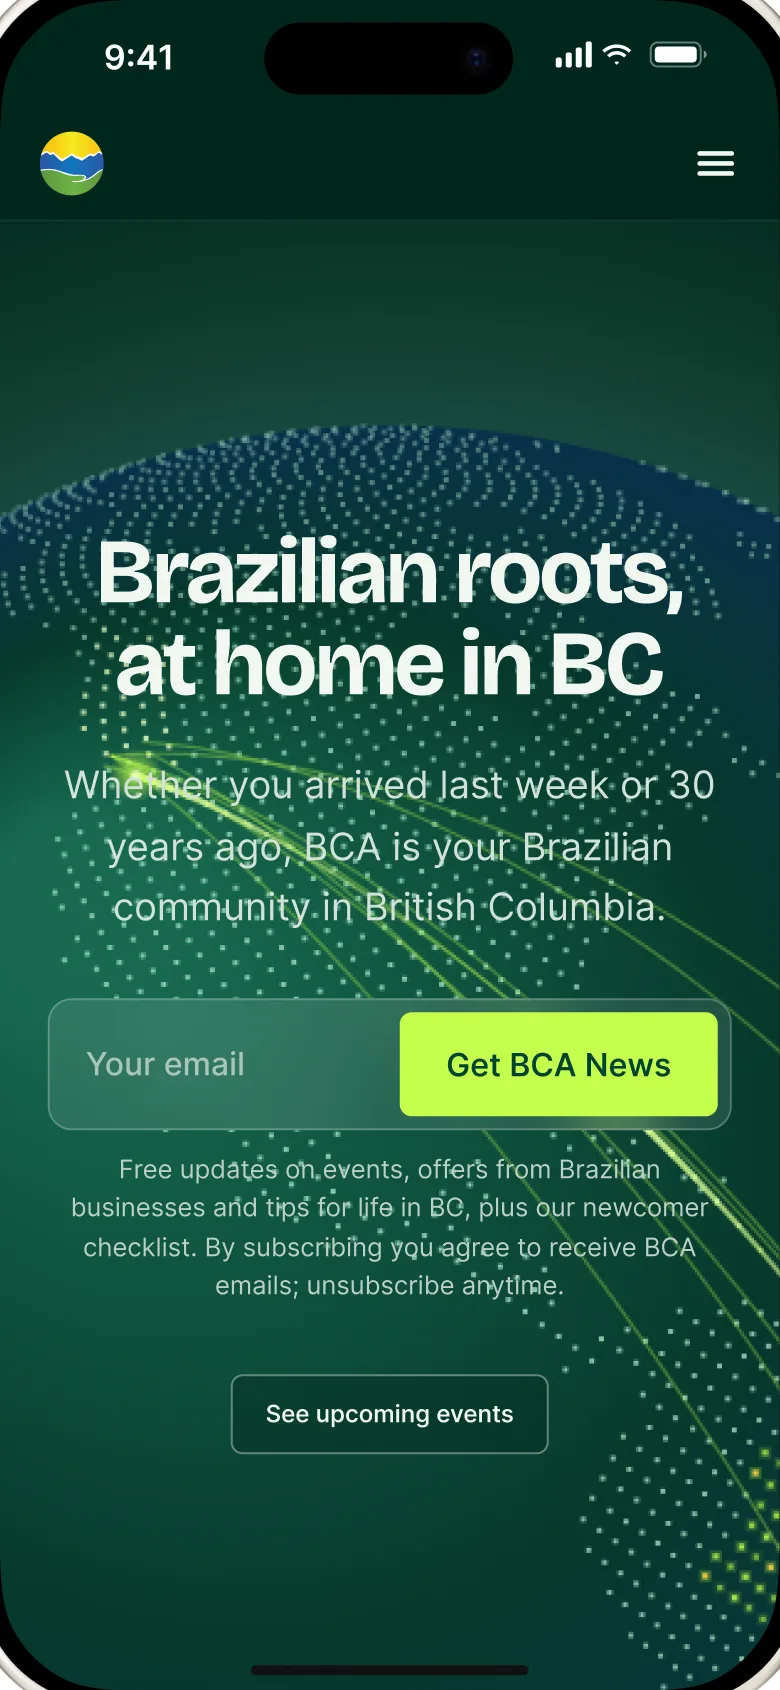 9:41
Brazilian roots,
at home in BC
Whether you arrived last week or 30
years ago, BCA is your Brazilian
community in British Columbia.
Your email
Get BCA News
Free updates on events, offers from Brazilian
businesses and tips for life in BC, plus our newcomer
checklist. By subscribing you agree to receive BCA
emails; unsubscribe anytime.
See upcoming events